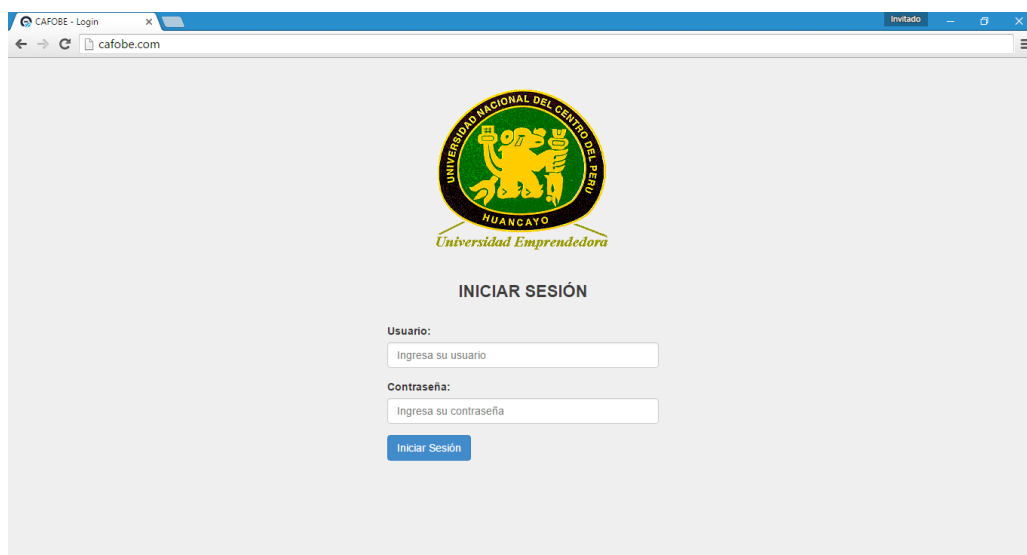 CAFOBE - Login
Invitado
cafobe.com
UNIVERSIDAD NACIONAL DEL CENTRO DEL PERU
HUANCAYO
Universidad Emprendedora
INICIAR SESIÓN
Usuario:
Ingresa su usuario
Contraseña:
Ingresa su contraseña
Iniciar Sesión